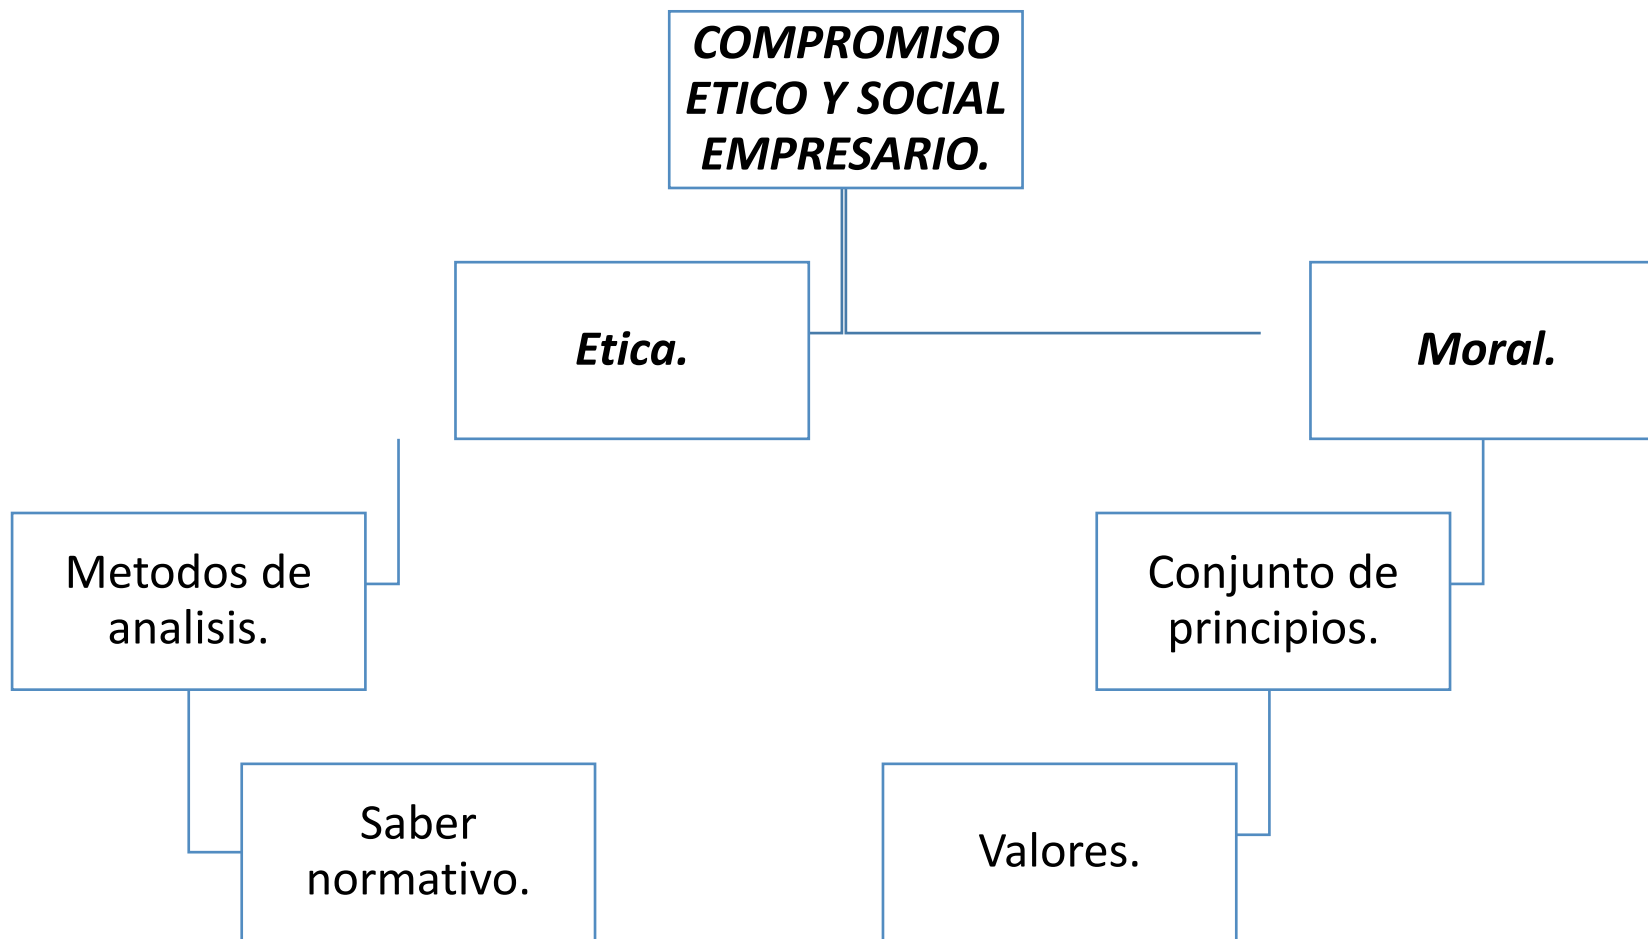 COMPROMISO
ETICO Y SOCIAL
EMPRESARIO.
Etica.
Moral.
Metodos de
analisis.
Conjunto de
principios.
Saber
normativo.
Valores.